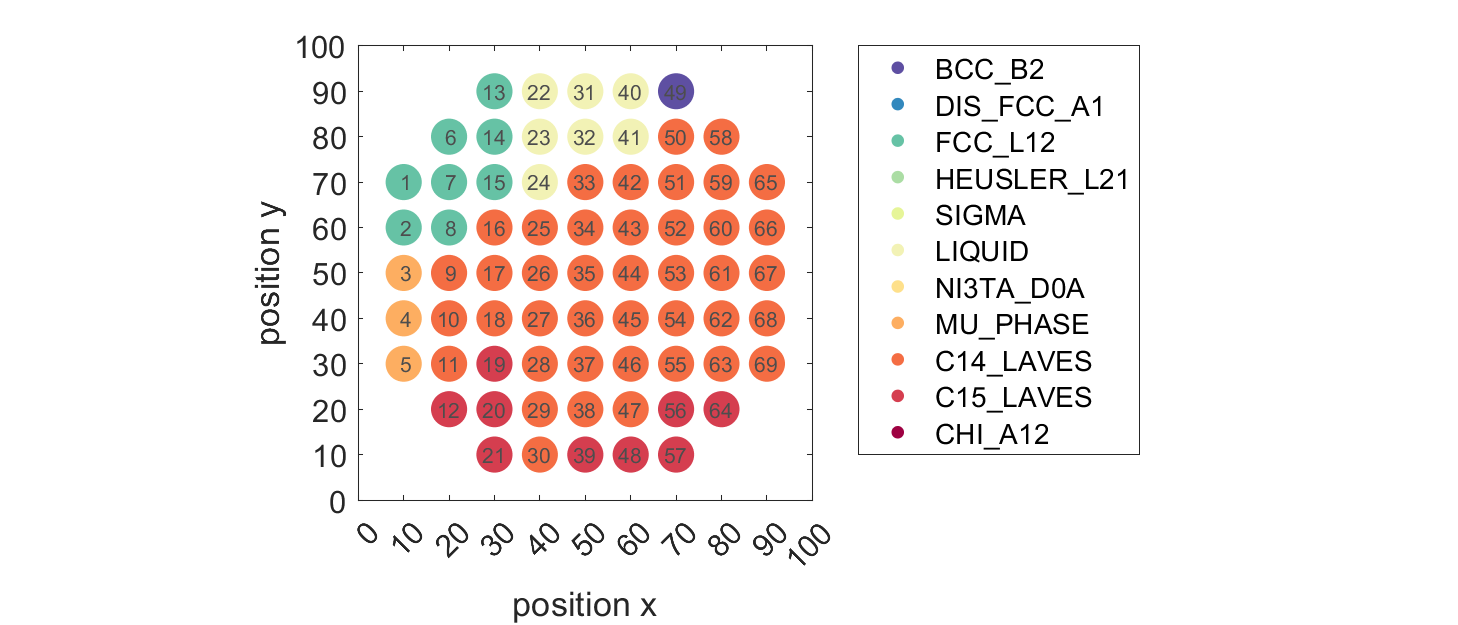 100
90
80
70
60
50
40
30
20
10
0
position y
13 22 31 40 49
6 14 23 32 41 50 58
1 7 15 24 33 42 51 59 65
2 8 16 25 34 43 52 60 66
3 9 17 26 35 44 53 61 67
4 10 18 27 36 45 54 62 68
5 11 19 28 37 46 55 63 69
12 20 29 38 47 56 64
21 30 39 48 57
0 10 20 30 40 50 60 70 80 90 100
position x
BCC_B2
DIS_FCC_A1
FCC_L12
HEUSLER_L21
SIGMA
LIQUID
NI3TA_D0A
MU_PHASE
C14_LAVES
C15_LAVES
CHI_A12